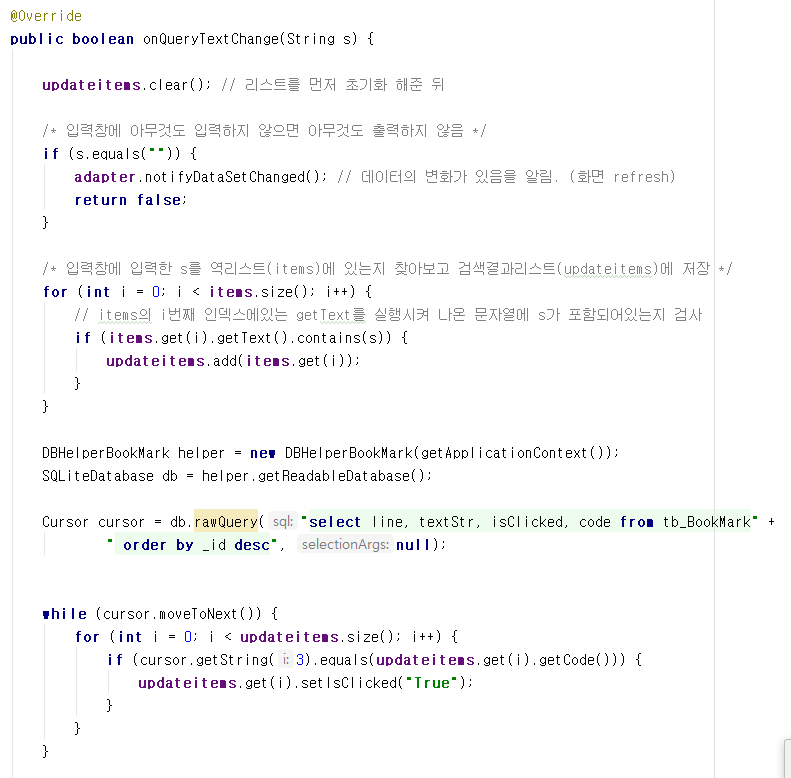 @Override
public boolean onQueryTextChange(String s) {
updateitems.clear(); // 리스트를 먼저 초기화 해준 뒤
/* 입력창에 아무것도 입력하지 않으면 아무것도 출력하지 않음 */
if (s.equals("")) {
adapter.notifyDataSetChanged(); // 데이터의 변화가 있음을 알림. (화면 refresh)
return false;
}
/* 입력창에 입력한 s를 역리스트(items)에 있는지 찾아보고 검색결과리스트(updateitems)에 저장 */
for (int i = 0; i < items.size(); i++) {
// items의 i번째 인덱스에있는 getText를 실행시켜 나온 문자열에 s가 포함되어있는지 검사
if (items.get(i).getText().contains(s)) {
updateitems.add(items.get(i));
}
}
DBHelperBookMark helper = new DBHelperBookMark(getApplicationContext());
SQLiteDatabase db = helper.getReadableDatabase();
Cursor cursor = db.rawQuery( sql: "select line, textStr, isClicked, code from tb_BookMark" +
" order by _id desc", selectionArgs: null);
while (cursor.moveToNext()) {
for (int i = 0; i < updateitems.size(); i++) {
if (cursor.getString( i: 3).equals(updateitems.get(i).getCode())) {
updateitems.get(i).setIsClicked("True");
}
}
}